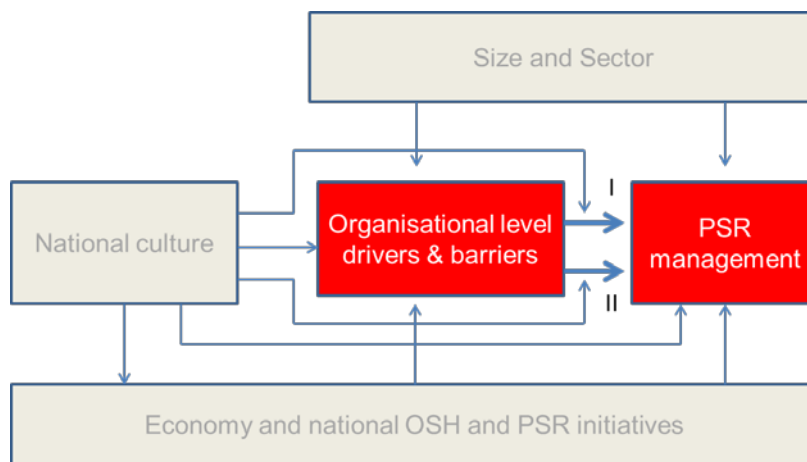 Size and Sector
I
National culture
Organisational level
drivers & barriers
PSR
management
II
Economy and national OSH and PSR initiatives